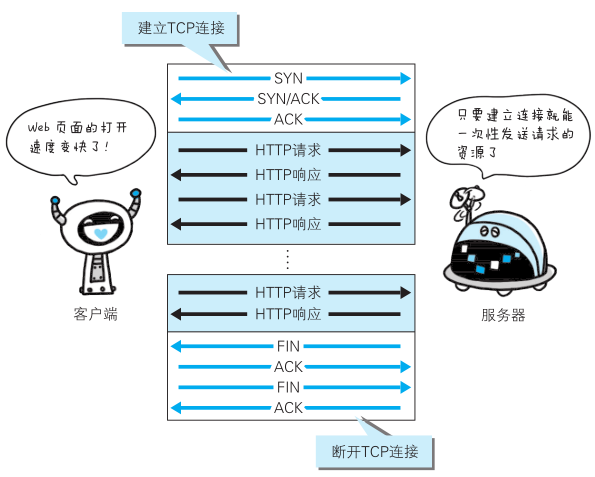 建立TCP连接
SYN
SYN/ACK
ACK
Web 页面的打开
速度变快了！
只要建立连接就能
一次性发送请求的
资源了
HTTP请求
HTTP响应
HTTP请求
HTTP响应
HTTP请求
HTTP响应
客户端
服务器
FIN
ACK
FIN
ACK
断开TCP连接